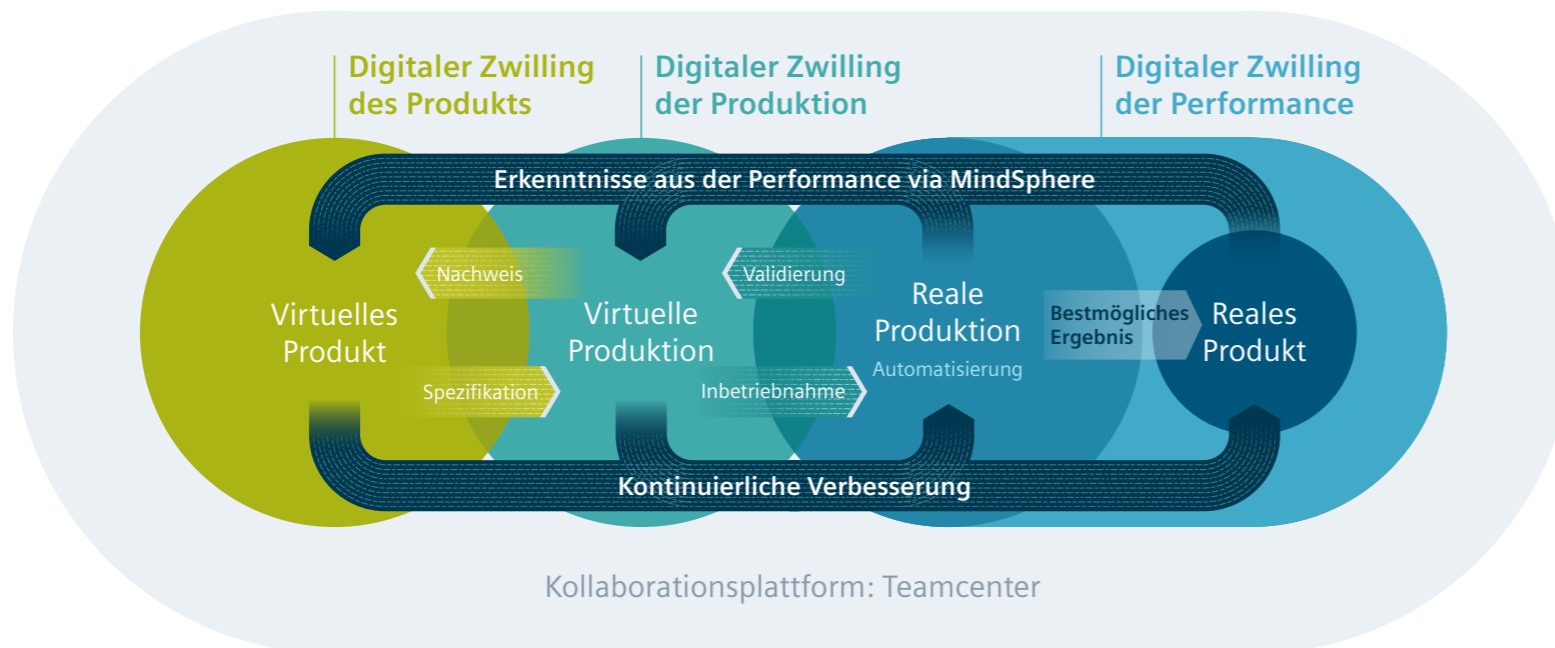 Digitaler Zwilling
des Produkts
Digitaler Zwilling
der Produktion
Digitaler Zwilling
der Performance
Erkenntnisse aus der Performance via MindSphere
Nachweis
Validierung
Virtuelles
Produkt
Virtuelle
Produktion
Reale
Produktion
Automatisierung
Bestmögliches
Ergebnis
Reales
Produkt
Spezifikation
Inbetriebnahme
Kontinuierliche Verbesserung
Kollaborationsplattform: Teamcenter